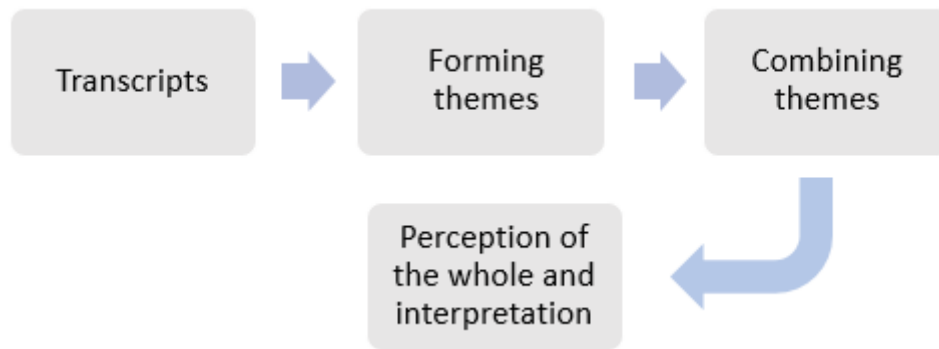 Transcripts
Forming
themes
Combining
themes
Perception of
the whole and
interpretation